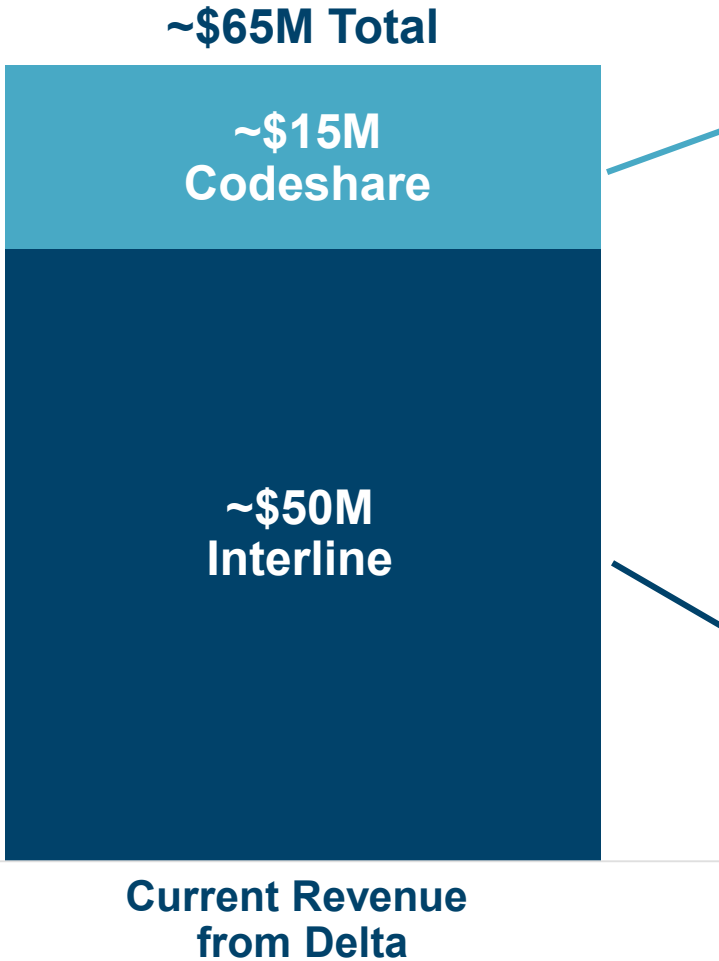 ~$65M Total
~$15M
Codeshare
~$50M
Interline
Current Revenue
from Delta